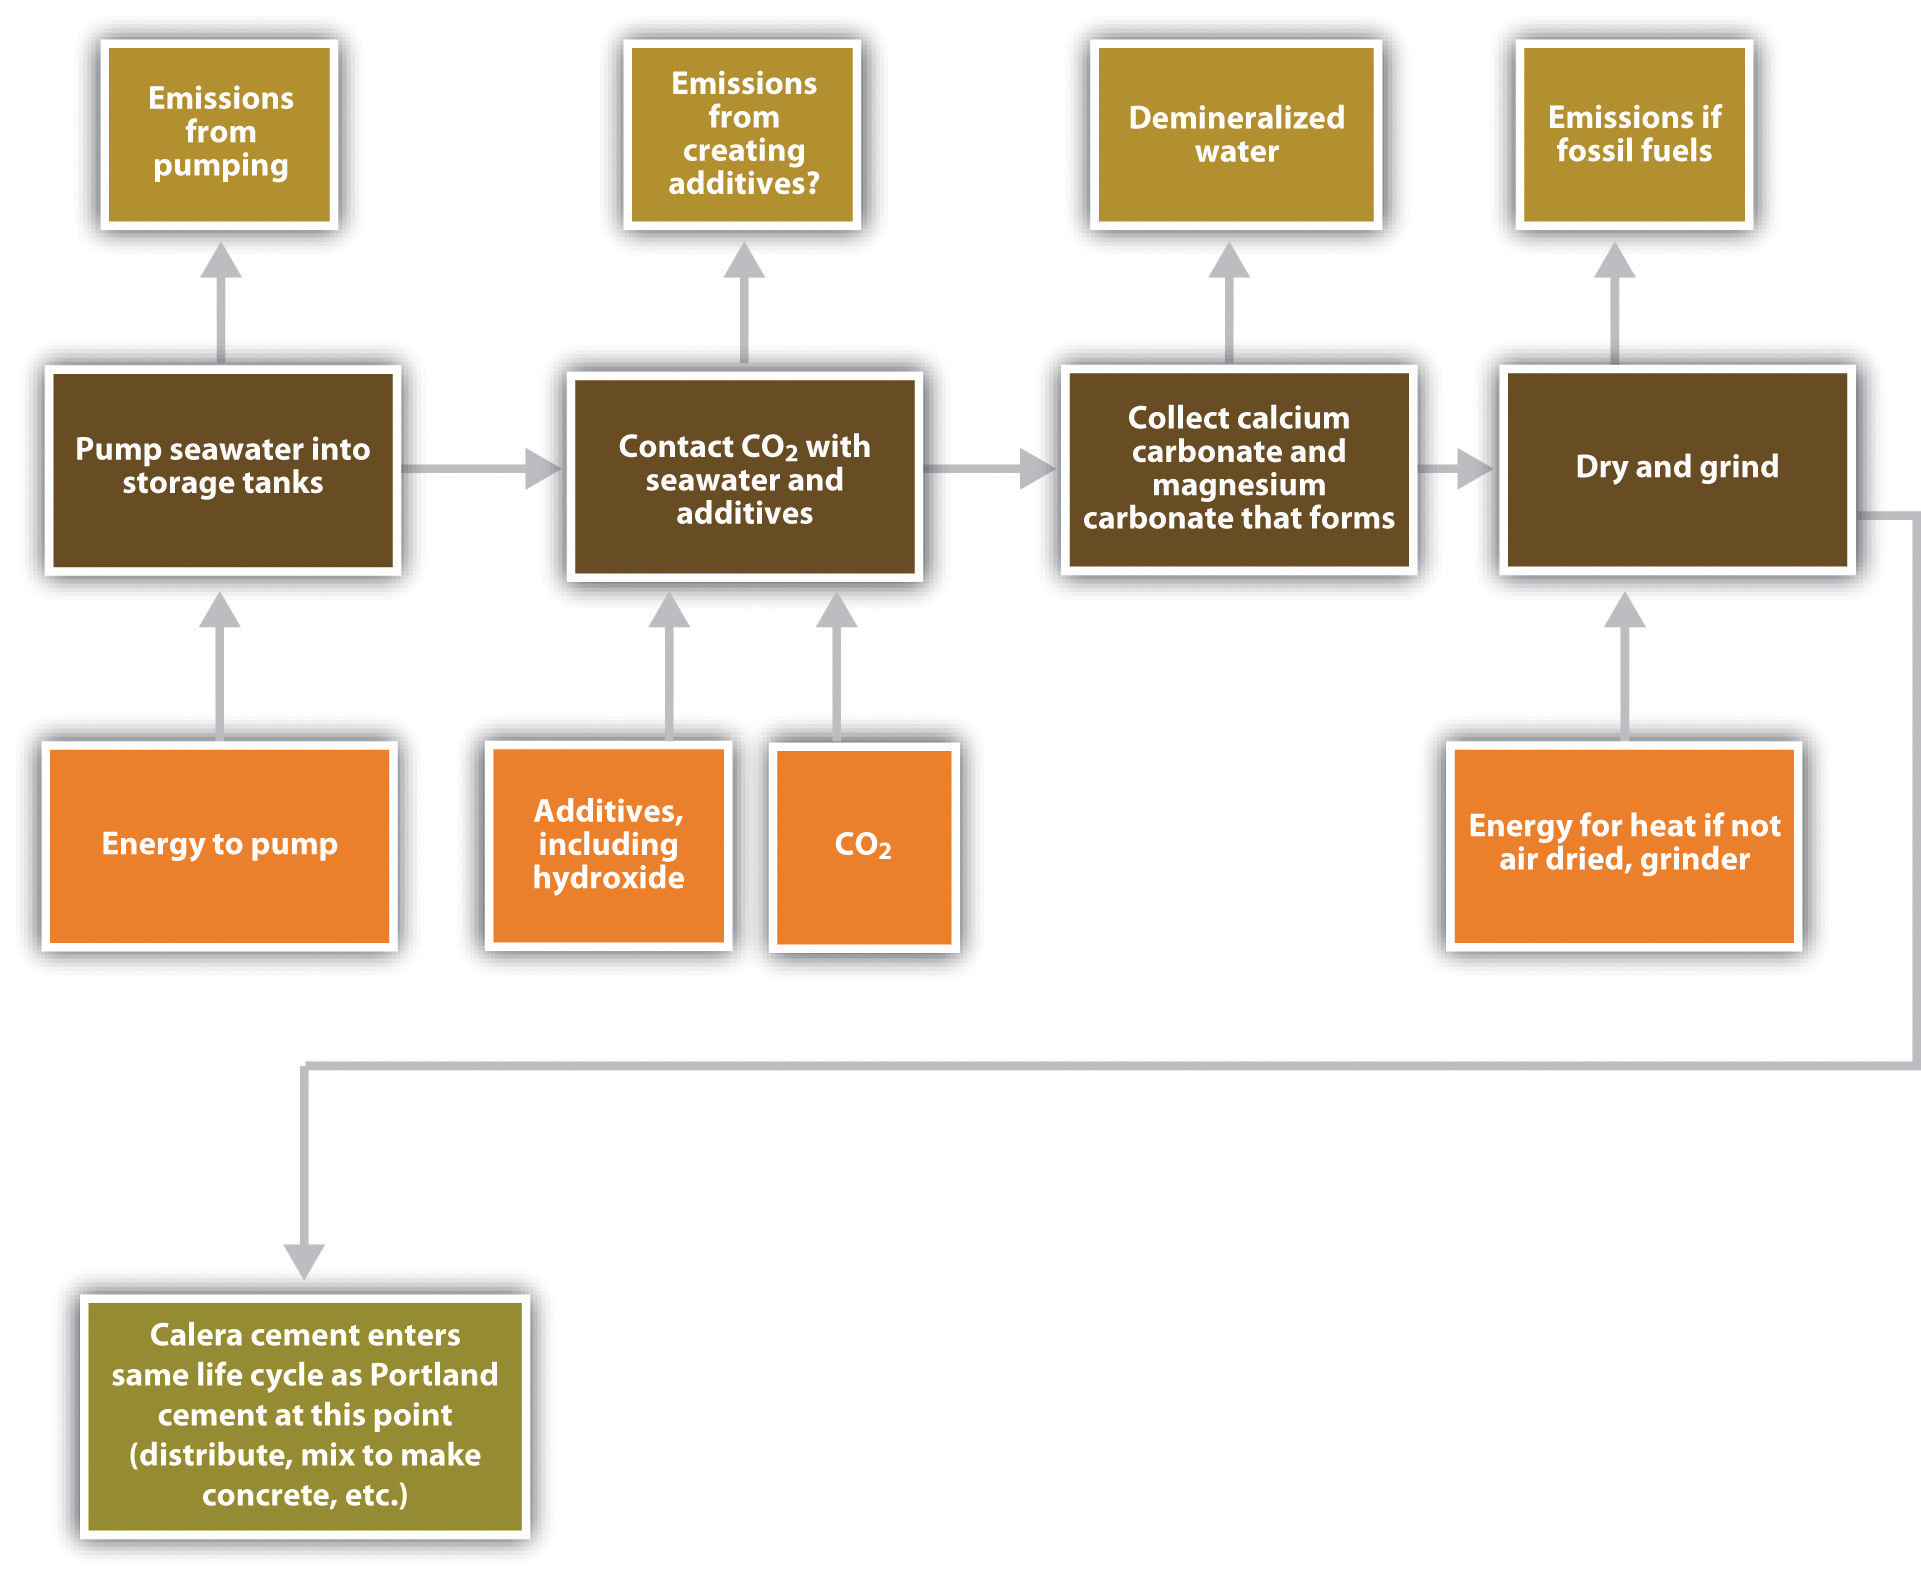 Emissions
from
pumping
Emissions
from
creating
additives?
Demineralized
water
Emissions if
fossil fuels
Pump seawater into
storage tanks
Contact CO₂ with
seawater and
additives
Collect calcium
carbonate and
magnesium
carbonate that forms
Dry and grind
Energy to pump
Additives,
including
hydroxide
CO₂
Energy for heat if not
air dried, grinder
Calera cement enters
same life cycle as Portland
cement at this point
(distribute, mix to make
concrete, etc.)